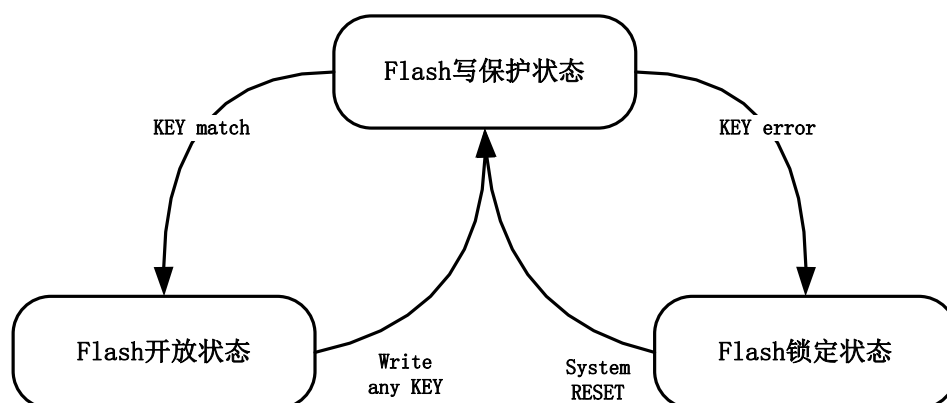 Flash写保护状态
KEY match
KEY error
Flash开放状态
Write
any KEY
System
RESET
Flash锁定状态